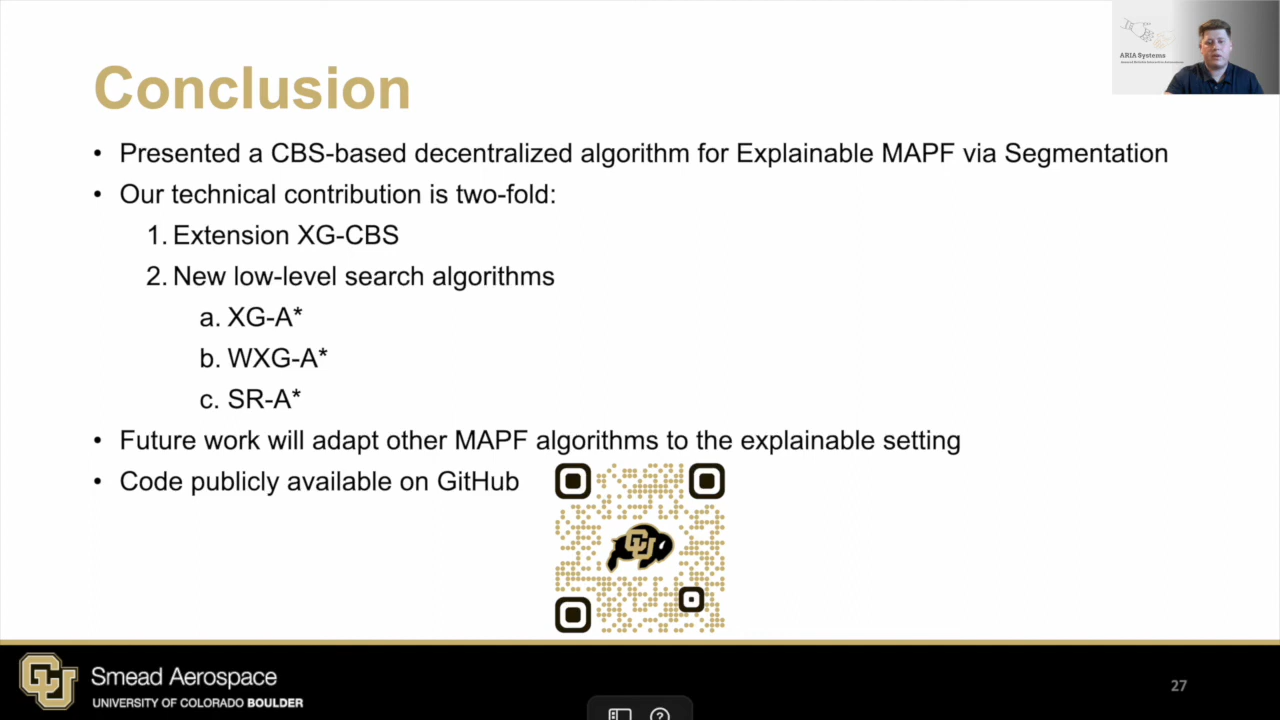 ARIA Systems
Conclusion
• Presented a CBS-based decentralized algorithm for Explainable MAPF via Segmentation
• Our technical contribution is two-fold:
1. Extension XG-CBS
2. New low-level search algorithms
a. XG-A*
b. WXG-A*
c. SR-A*
• Future work will adapt other MAPF algorithms to the explainable setting
• Code publicly available on GitHub
CU
CU
Smead Aerospace
UNIVERSITY OF COLORADO BOULDER
27